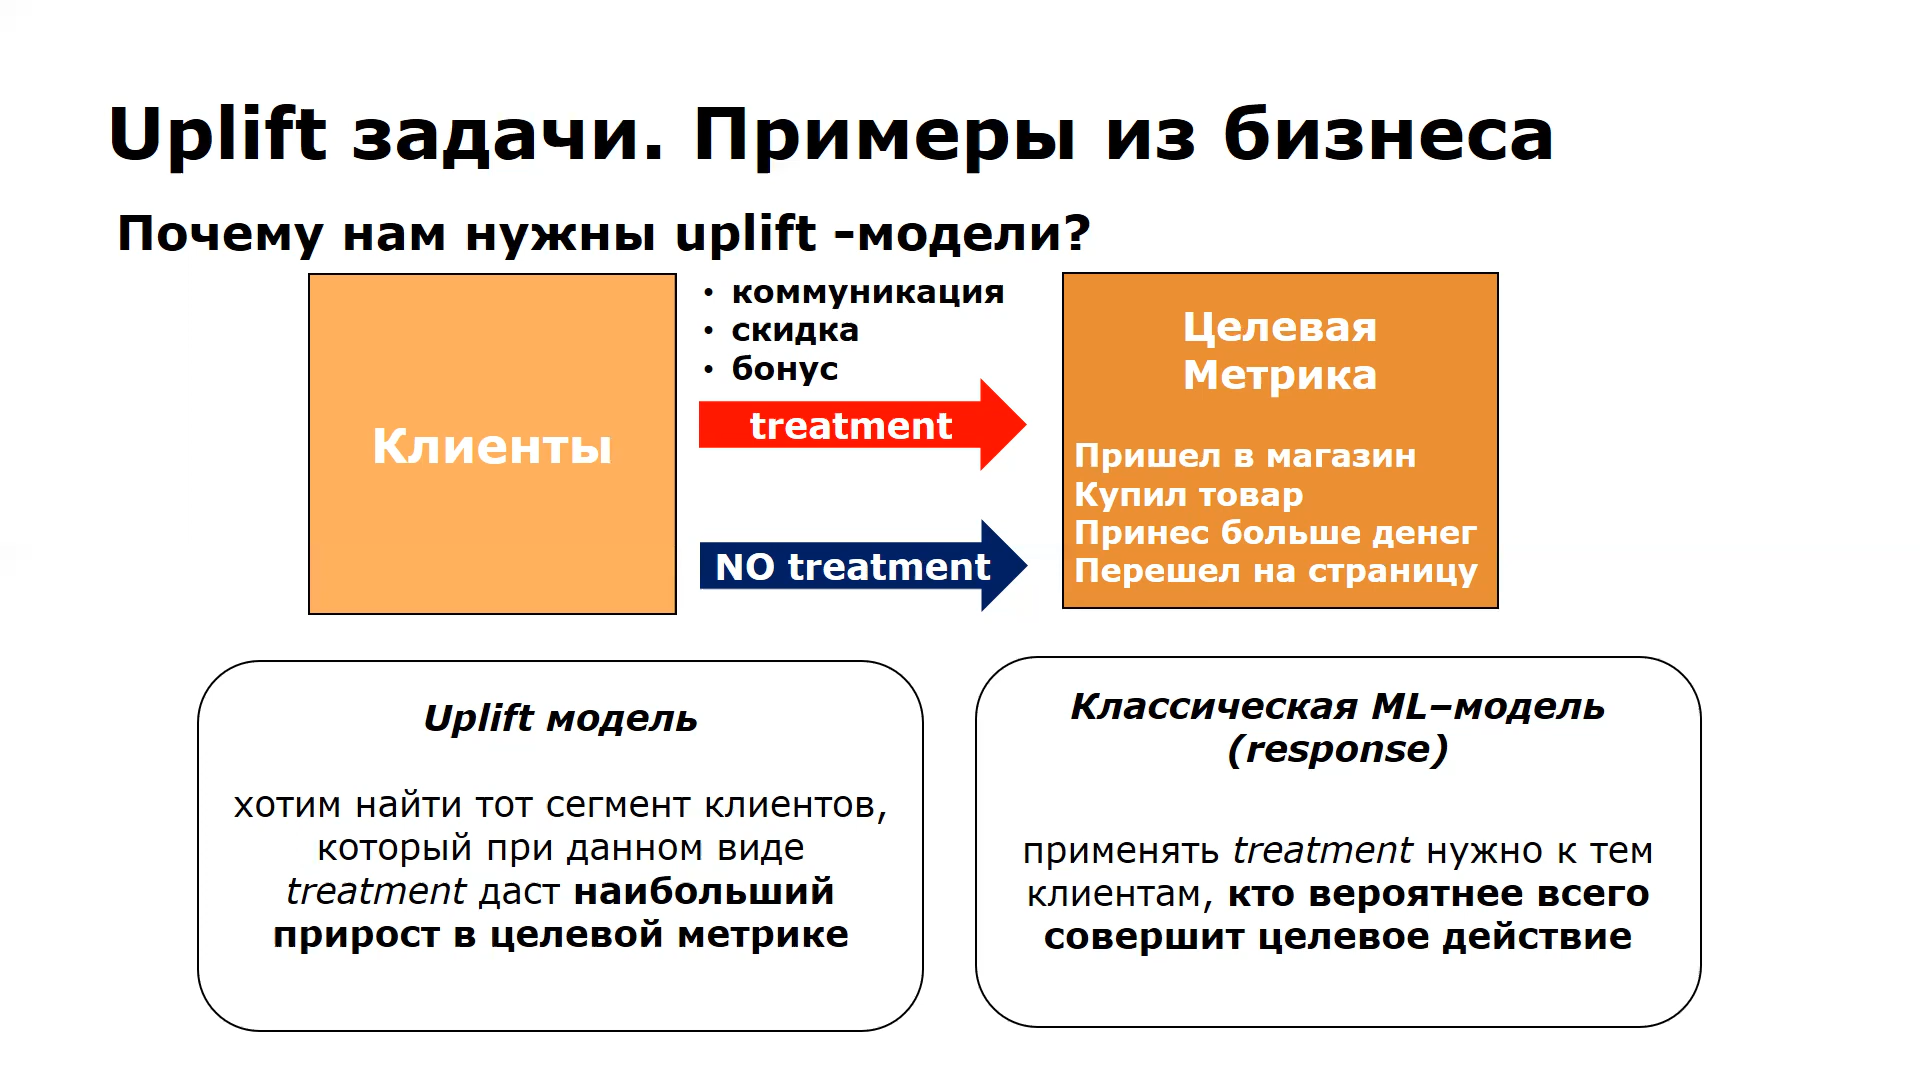 Uplift задачи. Примеры из бизнеса
Почему нам нужны uplift -модели?
Клиенты
• коммуникация
• скидка
• бонус
treatment
NO treatment
Целевая
Метрика
Пришел в магазин
Купил товар
Принес больше денег
Перешел на страницу
Uplift модель
хотим найти тот сегмент клиентов,
который при данном виде
treatment даст наибольший
прирост в целевой метрике
Классическая ML–модель
(response)
применять treatment нужно к тем
клиентам, кто вероятнее всего
совершит целевое действие